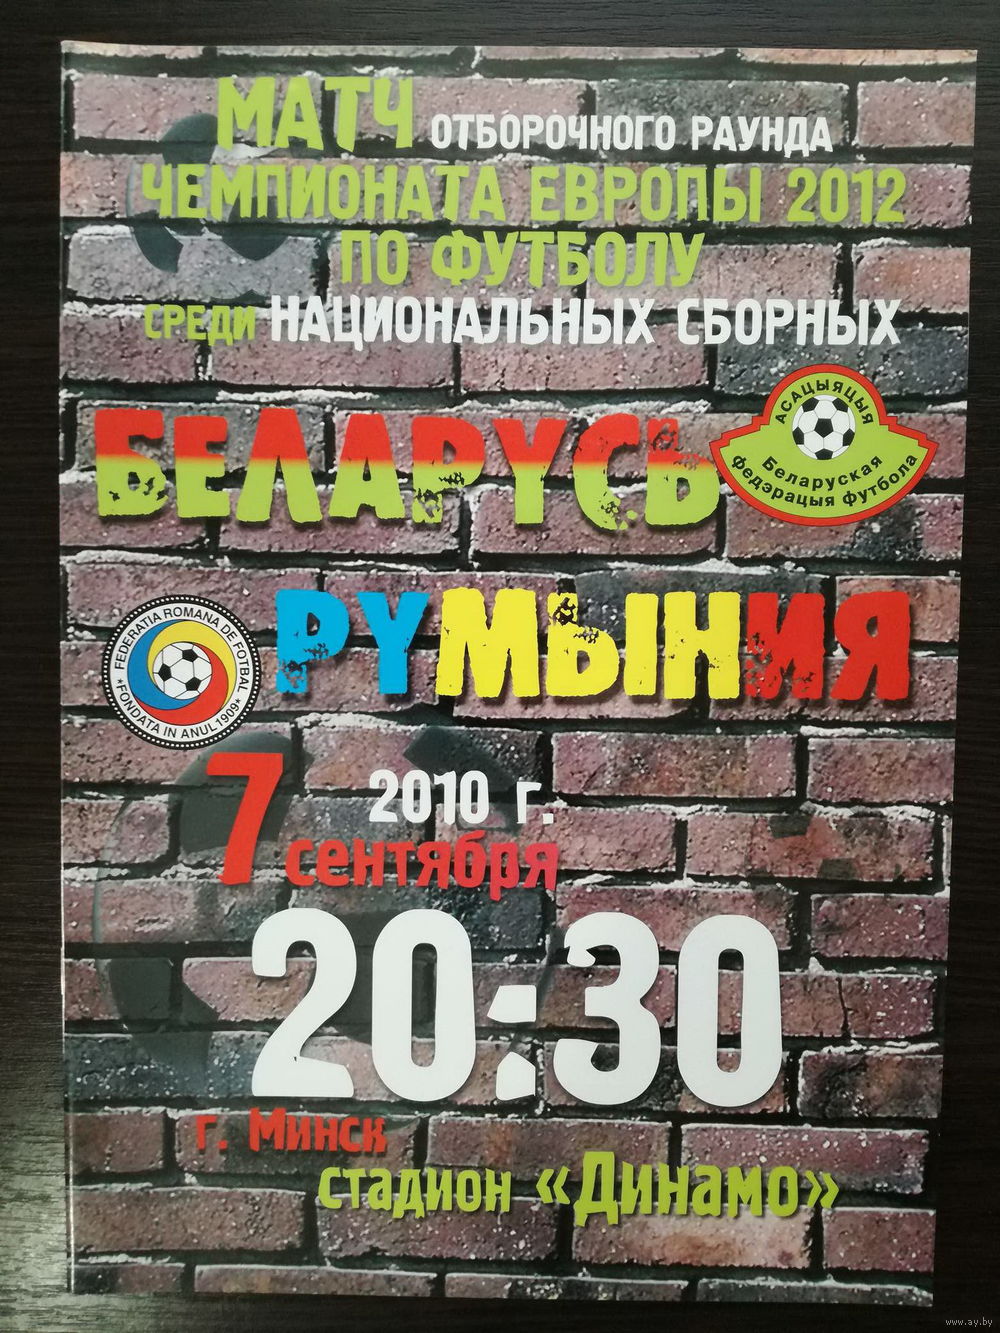 МАТЧ ОТБОРОЧНОГО РАУНДА
ЧЕМПИОНАТА ЕВРОПЫ 2012
ПО ФУТБОЛУ
СРЕДИ НАЦИОНАЛЬНЫХ СБОРНЫХ
БЕЛАРУСЬ
АСАЦЫЯЦЫЯ
Беларуская
федэрацыя футбола
FEDERATIA ROMANA DE FOTBAL
*FONDATA IN ANUL 1909*
РУМЫНИЯ
7 сентября
2010 г.
20:30
г. Минск
стадион «Динамо»
www.ay.by